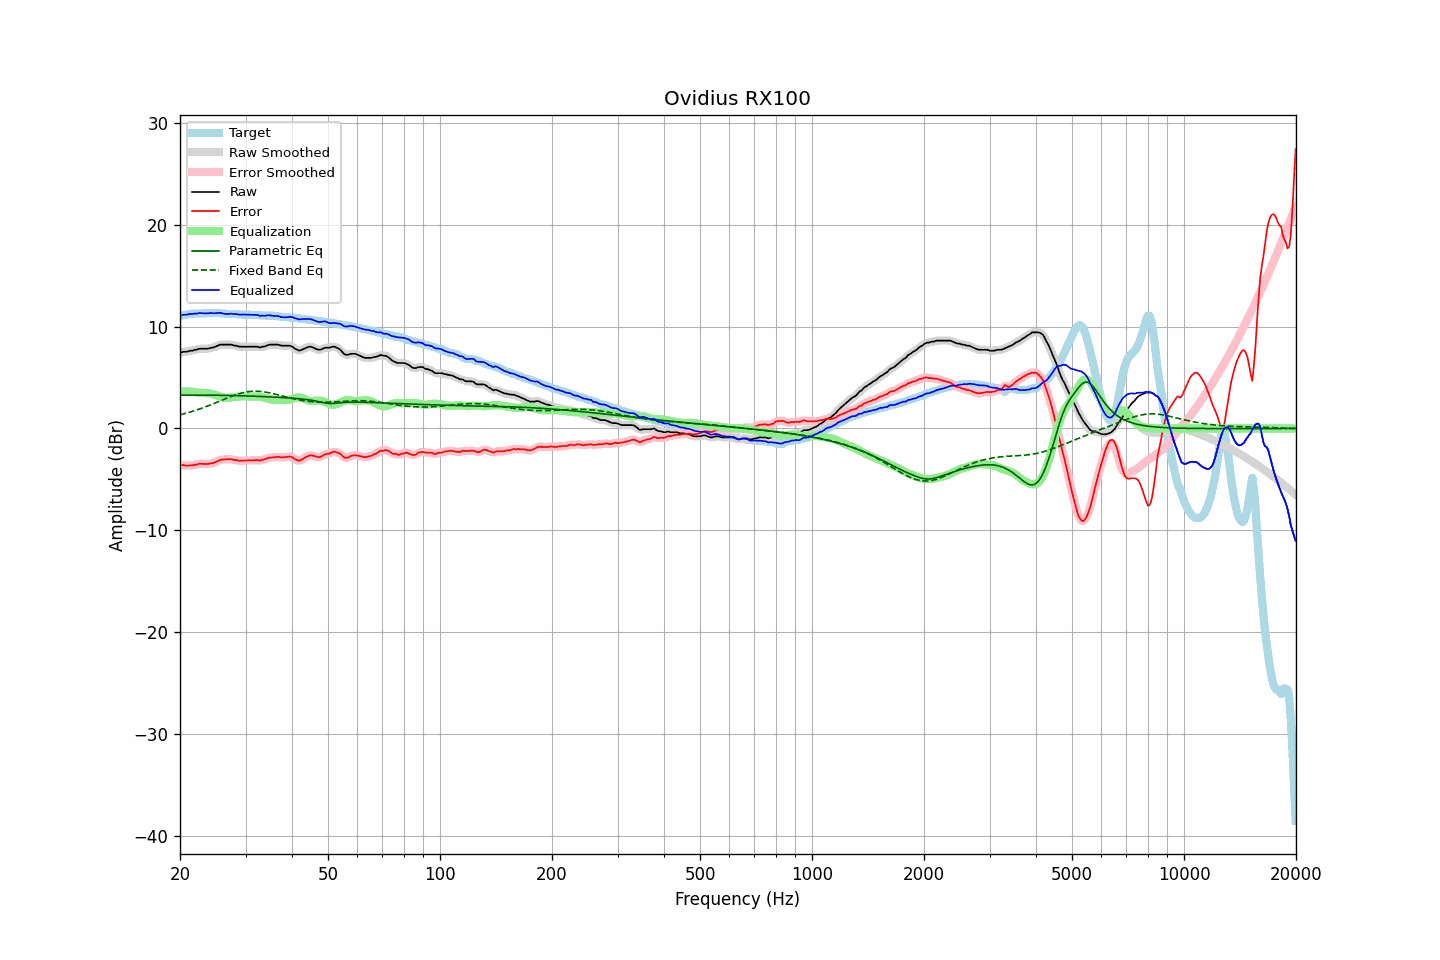 Ovidius RX100
Target
Raw Smoothed
Error Smoothed
Raw
Error
Equalization
Parametric Eq
Fixed Band Eq
Equalized
30
20
10
0
−10
−20
−30
−40
Amplitude (dBr)
20 50 100 200 500 1000 2000 5000 10000 20000
Frequency (Hz)